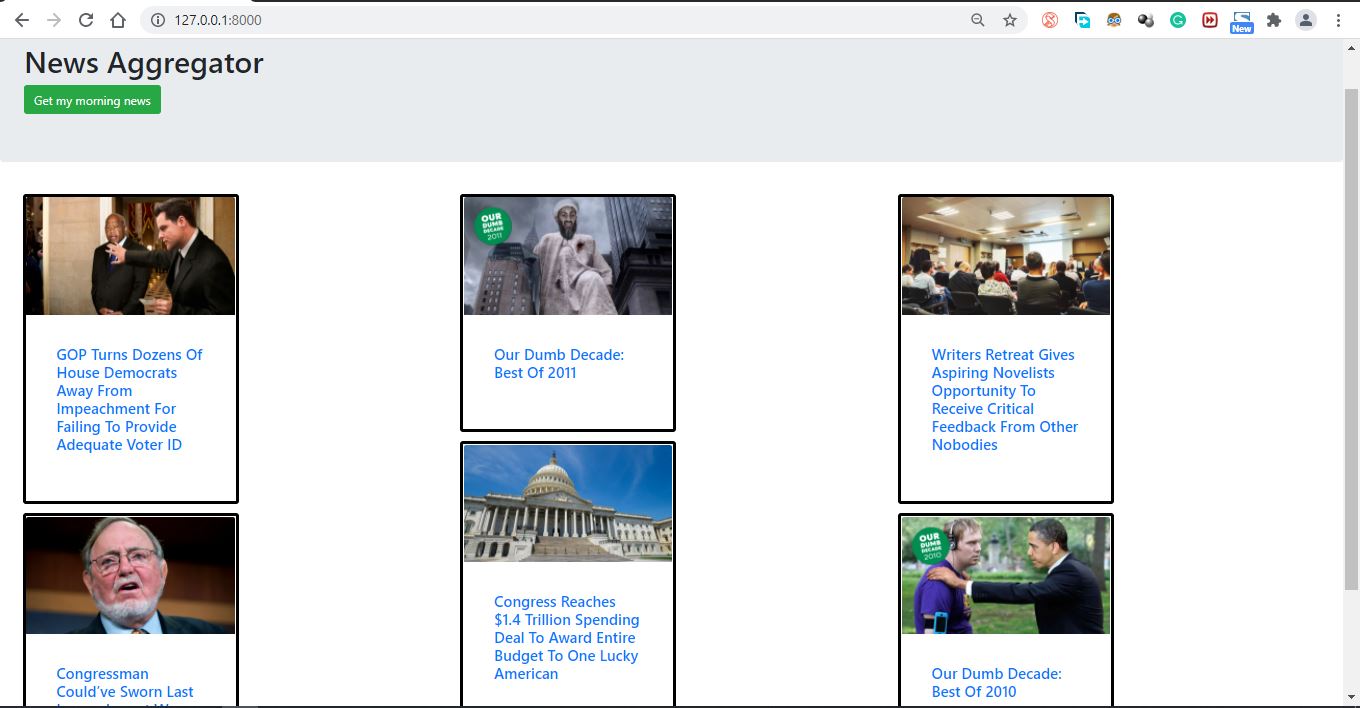 127.0.0.1:8000
New
News Aggregator
Get my morning news
OUR
DUMB
DECADE
2011
GOP Turns Dozens Of
House Democrats
Away From
Impeachment For
Failing To Provide
Adequate Voter ID
Our Dumb Decade:
Best Of 2011
Writers Retreat Gives
Aspiring Novelists
Opportunity To
Receive Critical
Feedback From Other
Nobodies
OUR
DUMB
DECADE
2010
Congress Reaches
$1.4 Trillion Spending
Deal To Award Entire
Budget To One Lucky
American
Congressman
Could've Sworn Last
Our Dumb Decade:
Best Of 2010